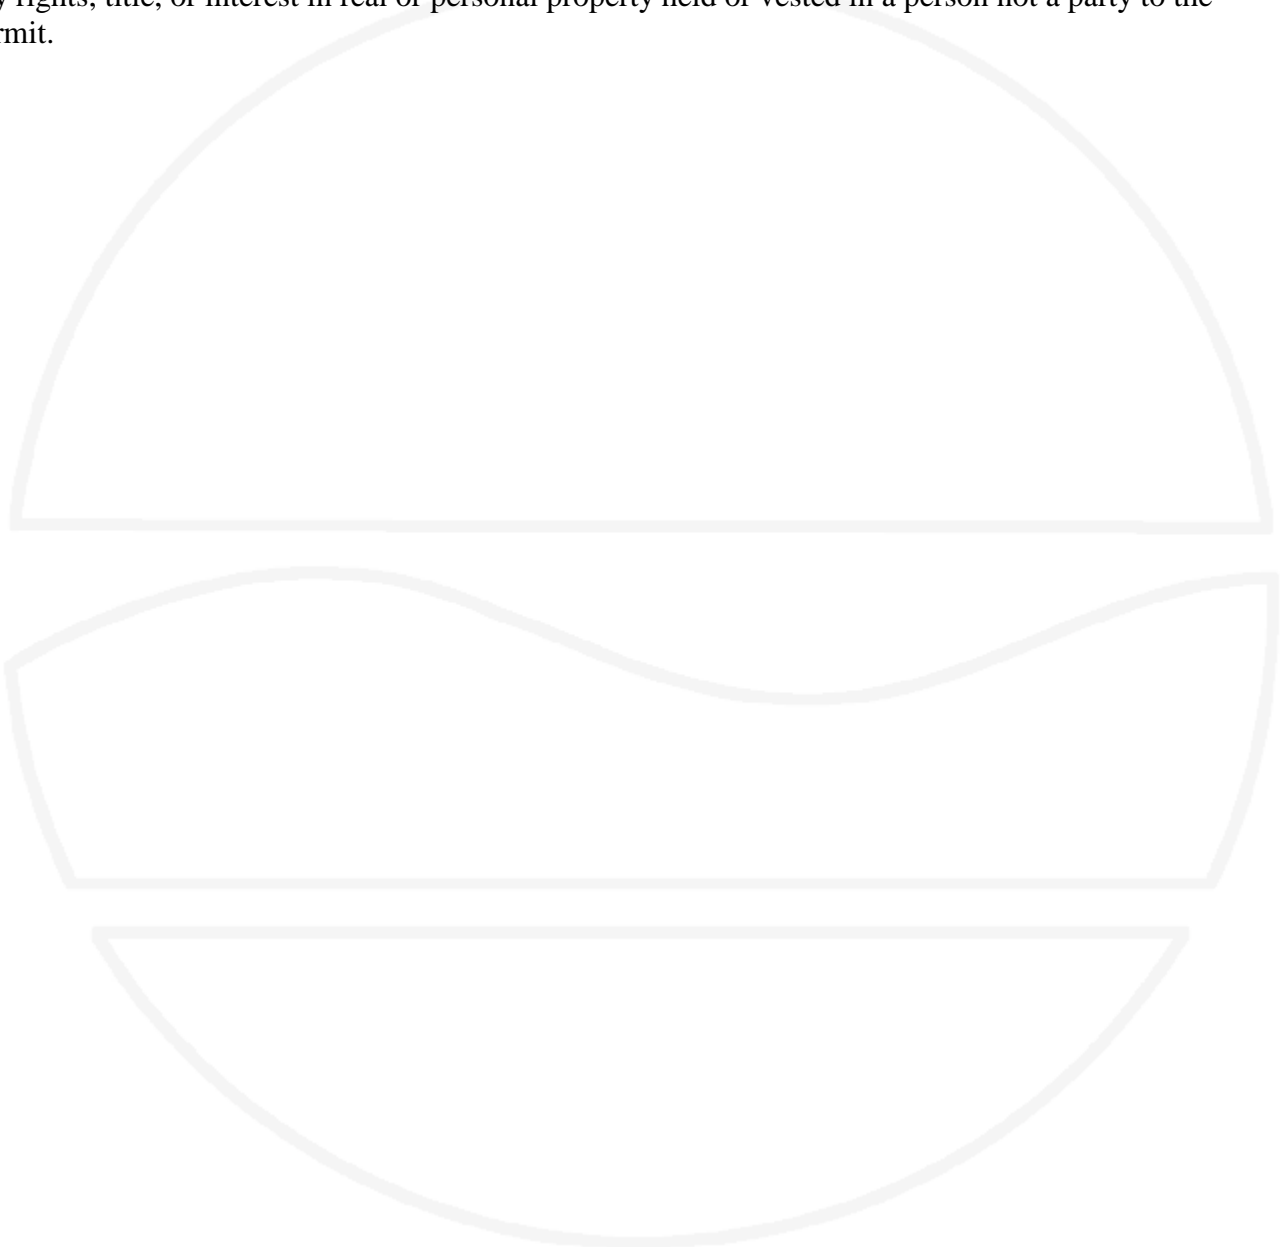 rights, title, or interest in real or personal property held or vested in a person not a party to the
rmit.